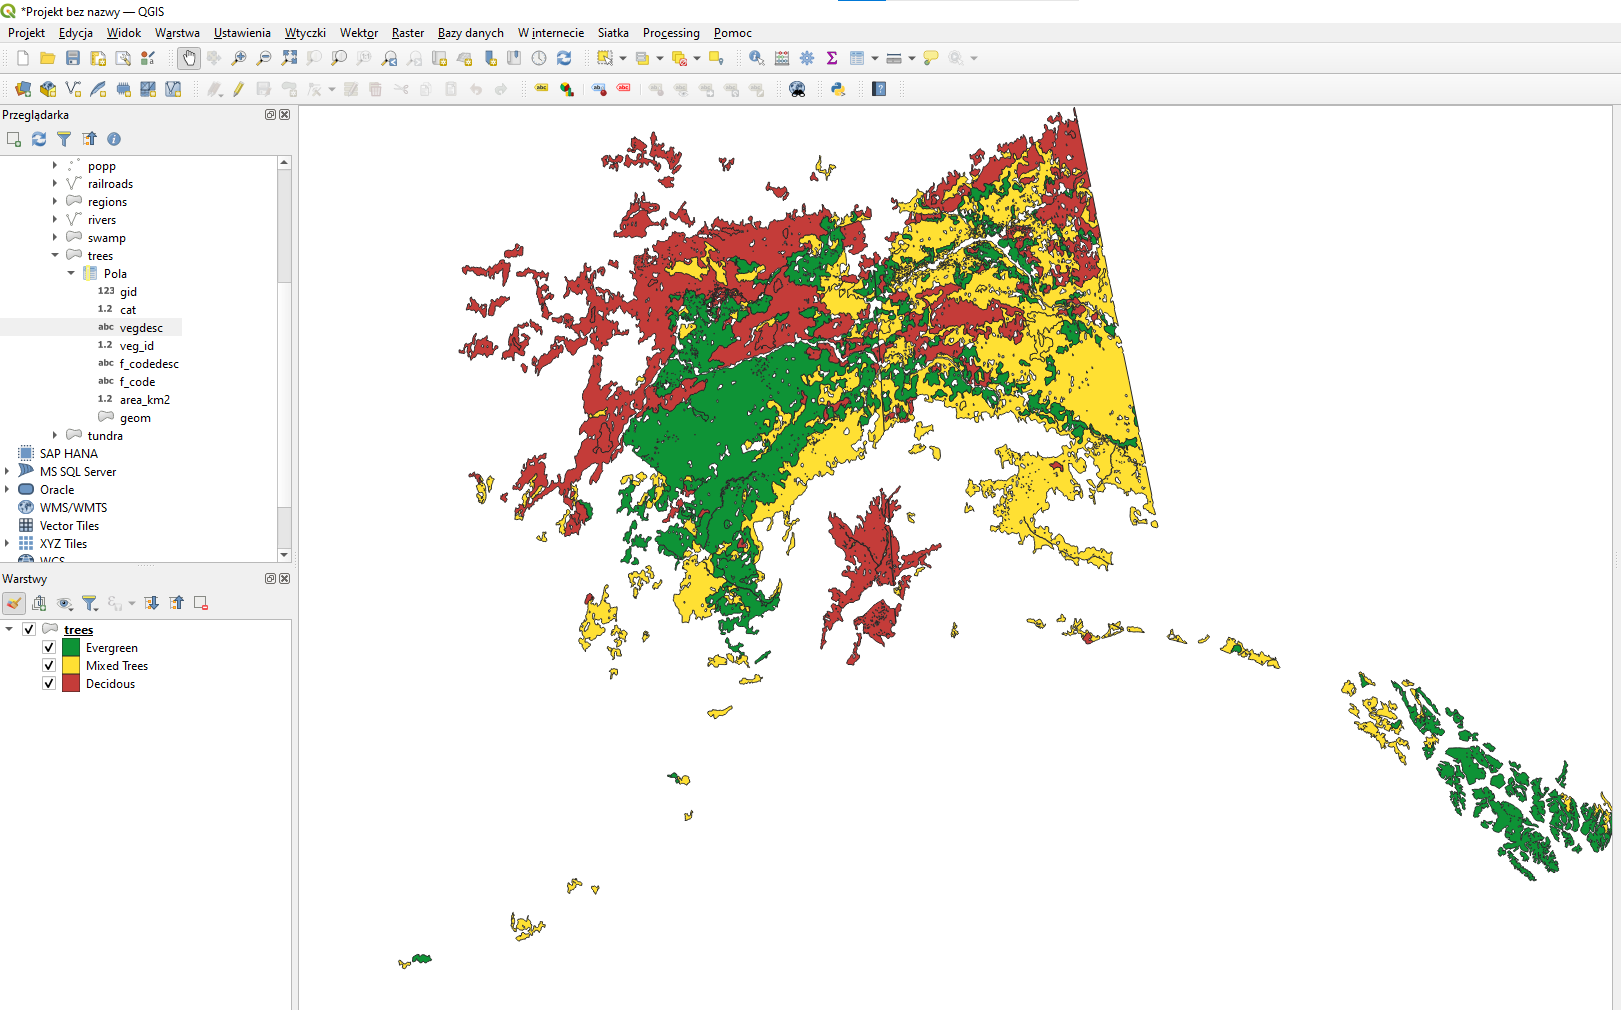 *Projekt bez nazwy — QGIS
Projekt Edycja Widok Warstwa Ustawienia Wtyczki Wektor Raster Bazy danych W internecie Siatka Processing Pomoc
Przeglądarka
popp
railroads
regions
rivers
swamp
trees
Pola
123 gid
1.2 cat
abc vegdesc
1.2 veg_id
abc f_codedesc
abc f_code
1.2 area_km2
geom
tundra
SAP HANA
MS SQL Server
Oracle
WMS/WMTS
Vector Tiles
XYZ Tiles
WCS
Warstwy
trees
Evergreen
Mixed Trees
Decidous